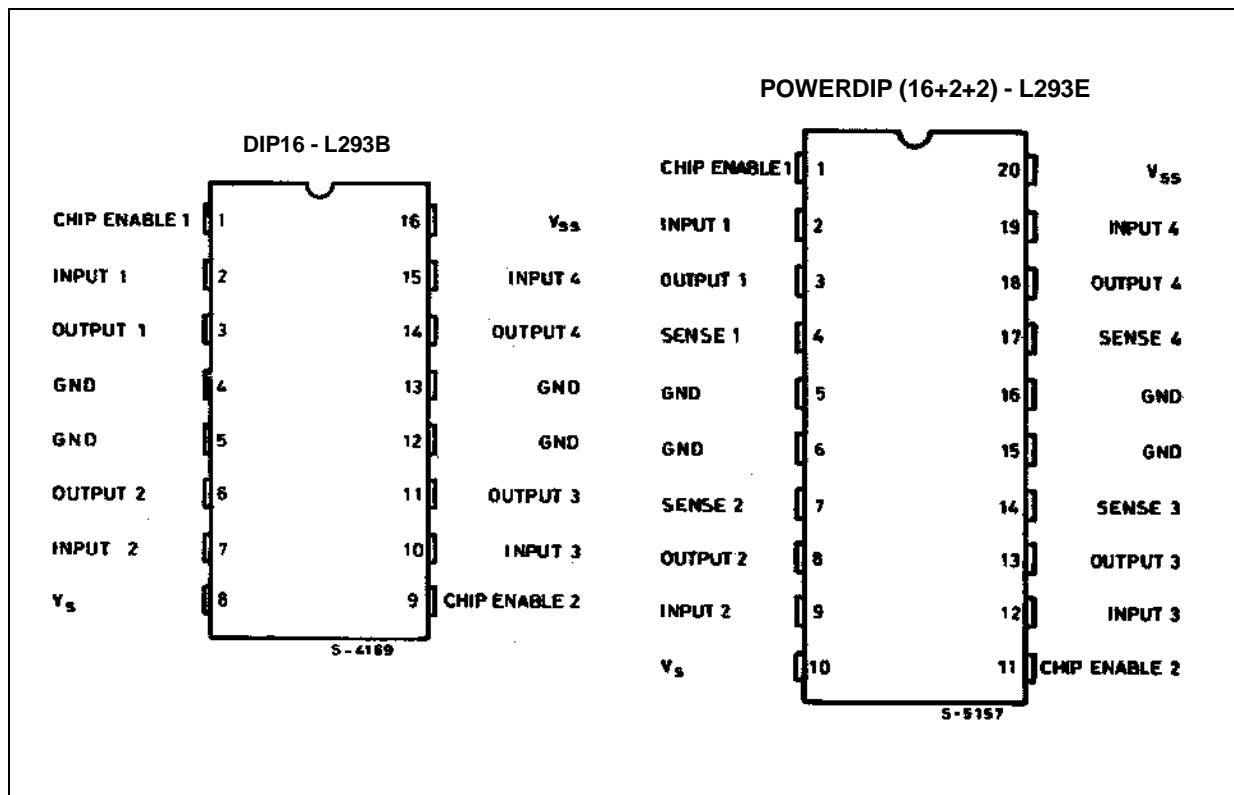 DIP16 - L293B
CHIP ENABLE 1 1 16 Vss
INPUT 1 2 15 INPUT 4
OUTPUT 1 3 14 OUTPUT 4
GND 4 13 GND
GND 5 12 GND
OUTPUT 2 6 11 OUTPUT 3
INPUT 2 7 10 INPUT 3
Vs 8 9 CHIP ENABLE 2
S-4169
POWERDIP (16+2+2) - L293E
CHIP ENABLE 1 1 20 Vss
INPUT 1 2 19 INPUT 4
OUTPUT 1 3 18 OUTPUT 4
SENSE 1 4 17 SENSE 4
GND 5 16 GND
GND 6 15 GND
SENSE 2 7 14 SENSE 3
OUTPUT 2 8 13 OUTPUT 3
INPUT 2 9 12 INPUT 3
Vs 10 11 CHIP ENABLE 2
S-5157